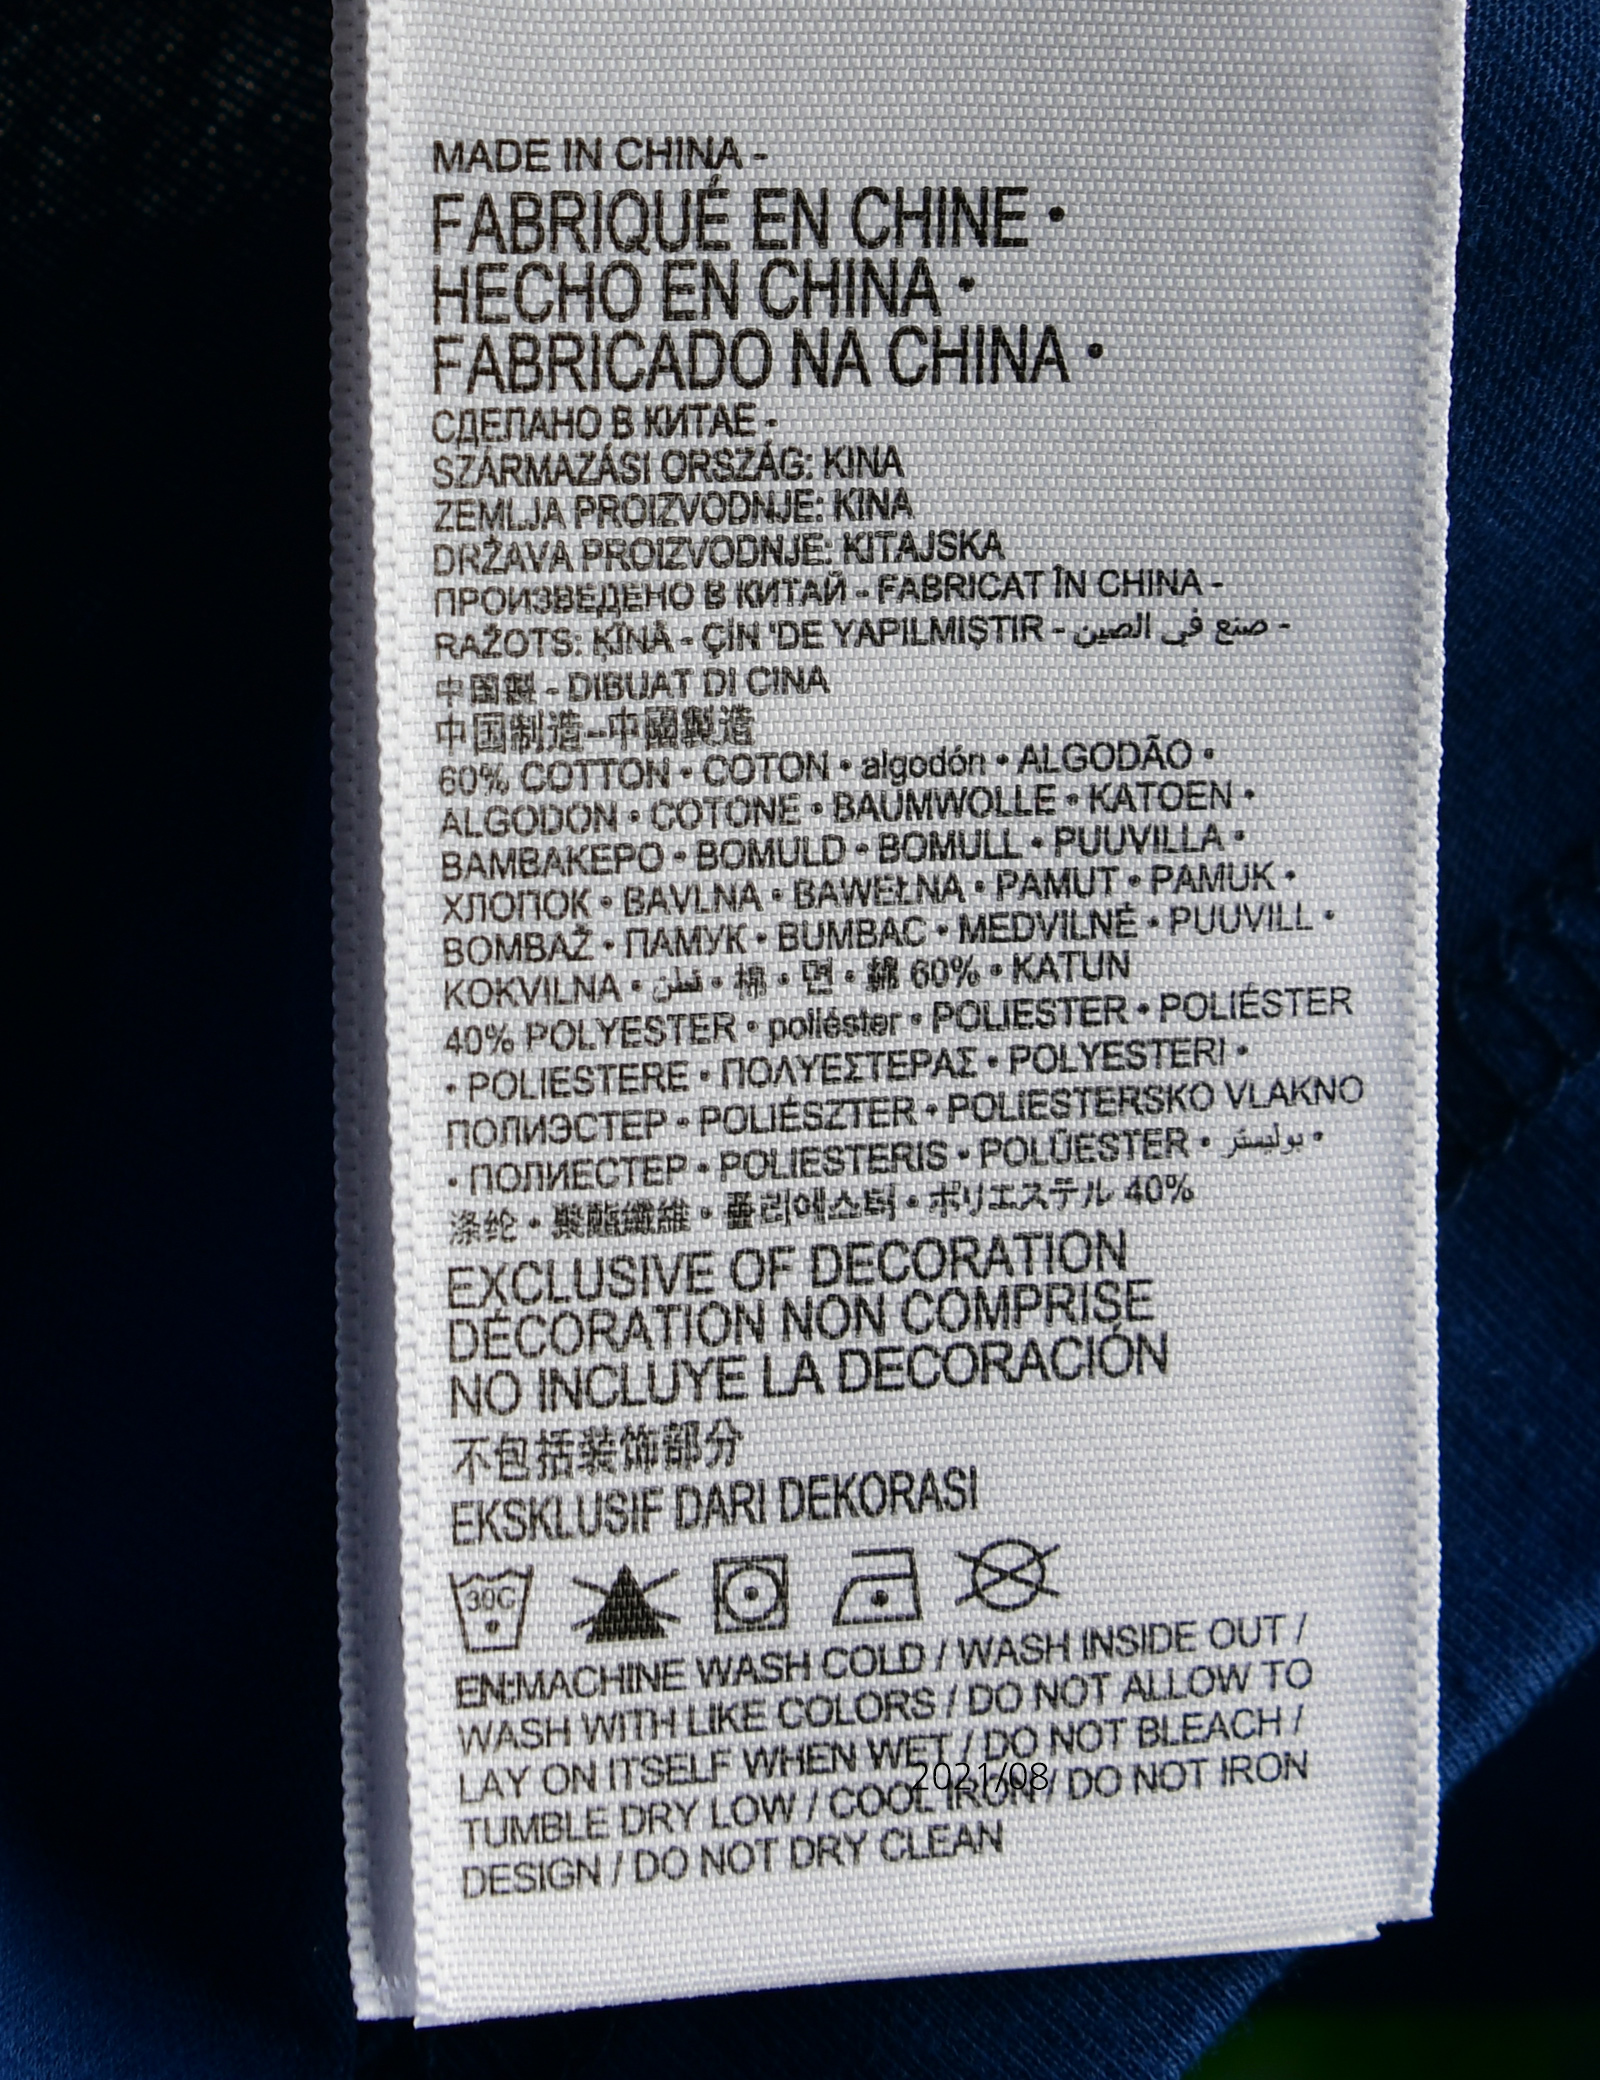 MADE IN CHINA -
FABRIQUÉ EN CHINE •
HECHO EN CHINA •
FABRICADO NA CHINA •
СДЕЛАНО В КИТАЕ -
SZÁRMAZÁSI ORSZÁG: KINA
ZEMLJA PROIZVODNJE: KINA
DRŽAVA PROIZVODNJE: KITAJSKA
ПРОИЗВЕДЕНО В КИТАЙ - FABRICAT ÎN CHINA -
RAŽOTS: ĶĪNĀ - ÇİN 'DE YAPILMIŞTIR - صنع في الصين -
中国製 - DIBUAT DI CINA
中国制造–中國製造
60% COTTON • COTON • algodón • ALGODÃO •
ALGODON • COTONE • BAUMWOLLE • KATOEN •
ΒΑΜΒΑΚΕΡΟ • BOMULD • BOMULL • PUUVILLA •
ХЛОПОК • BAVLNA • BAWEŁNA • PAMUT • PAMUK •
BOMBAŽ • ПАМУК • BUMBAC • MEDVILNĖ • PUUVILL •
KOKVILNA • قطن • 棉 • 면 • 綿 60% • KATUN
40% POLYESTER • poliéster • POLIESTER • POLIÉSTER
• POLIESTERE • ΠΟΛΥΕΣΤΕΡΑΣ • POLYESTERI •
ПОЛИЭСТЕР • POLIÉSZTER • POLIESTERSKO VLAKNO
• ПОЛИЕСТЕР • POLIESTERIS • POLÜESTER • بوليستر •
涤纶 • 聚酯纖維 • 폴리에스터 • ポリエステル 40%
EXCLUSIVE OF DECORATION
DÉCORATION NON COMPRISE
NO INCLUYE LA DECORACIÓN
不包括装饰部分
EKSKLUSIF DARI DEKORASI
30C
EN:MACHINE WASH COLD / WASH INSIDE OUT /
WASH WITH LIKE COLORS / DO NOT ALLOW TO
LAY ON ITSELF WHEN WET / DO NOT BLEACH /
2021/08
TUMBLE DRY LOW / COOL IRON / DO NOT IRON
DESIGN / DO NOT DRY CLEAN